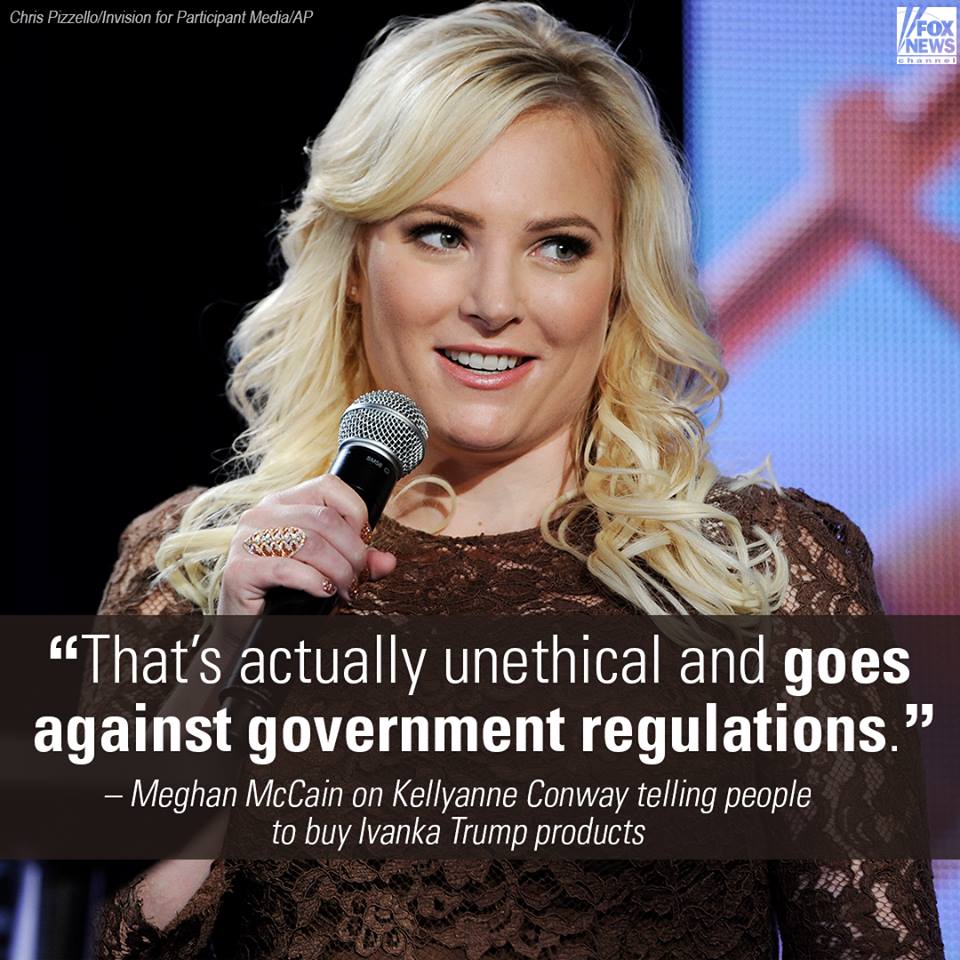 Chris Pizzello/Invision for Participant Media/AP
FOX
NEWS
channel
SM58
“That’s actually unethical and goes
against government regulations.”
– Meghan McCain on Kellyanne Conway telling people
to buy Ivanka Trump products